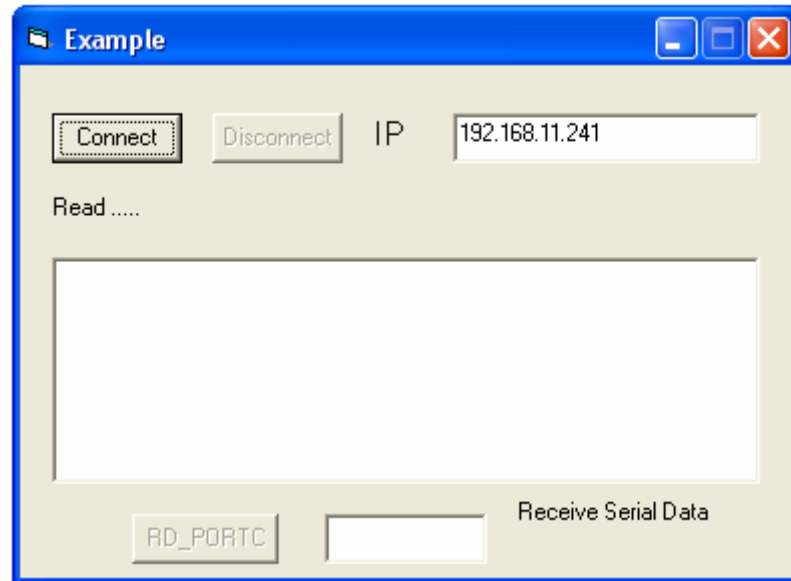 Example
Connect Disconnect IP 192.168.11.241
Read .....
RD_PORTC Receive Serial Data